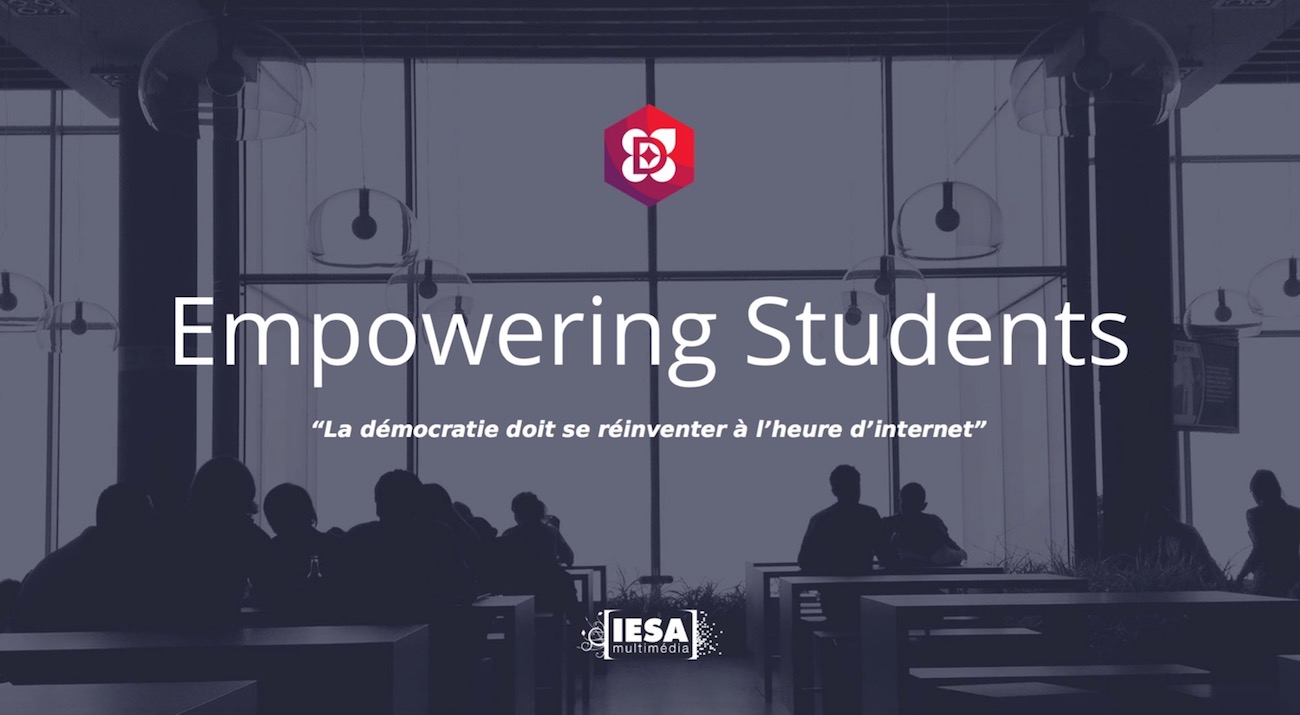 D
Empowering Students
“La démocratie doit se réinventer à l’heure d’internet”
IESA
multimédia